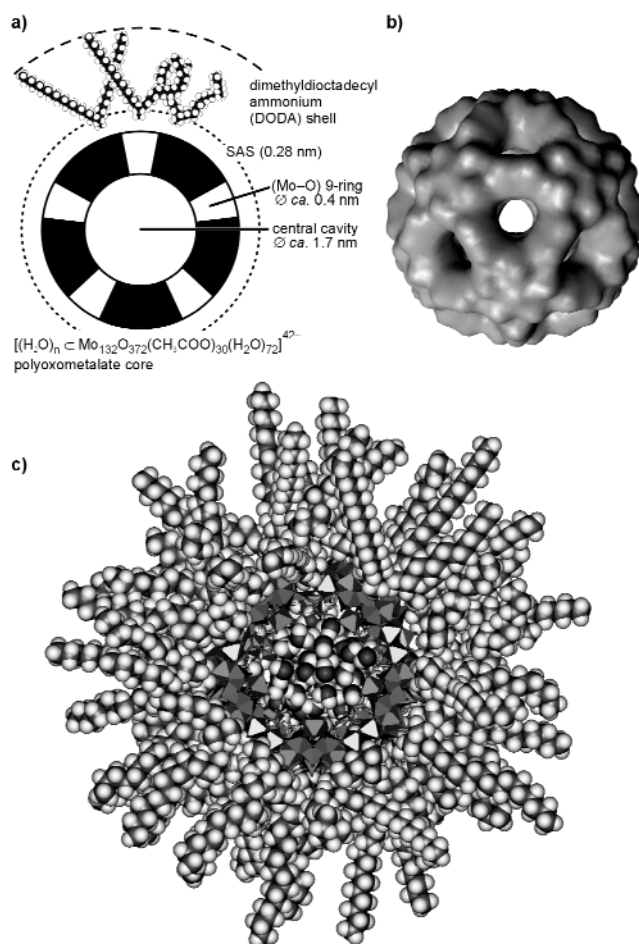 a)
b)
dimethyldioctadecyl
ammonium
(DODA) shell
SAS (0.28 nm)
(Mo–O) 9-ring
Ø ca. 0.4 nm
central cavity
Ø ca. 1.7 nm
[(H₂O)ₙ ⊂ Mo₁₃₂O₃₇₂(CH₃COO)₃₀(H₂O)₇₂]⁴²⁻
polyoxometalate core
c)